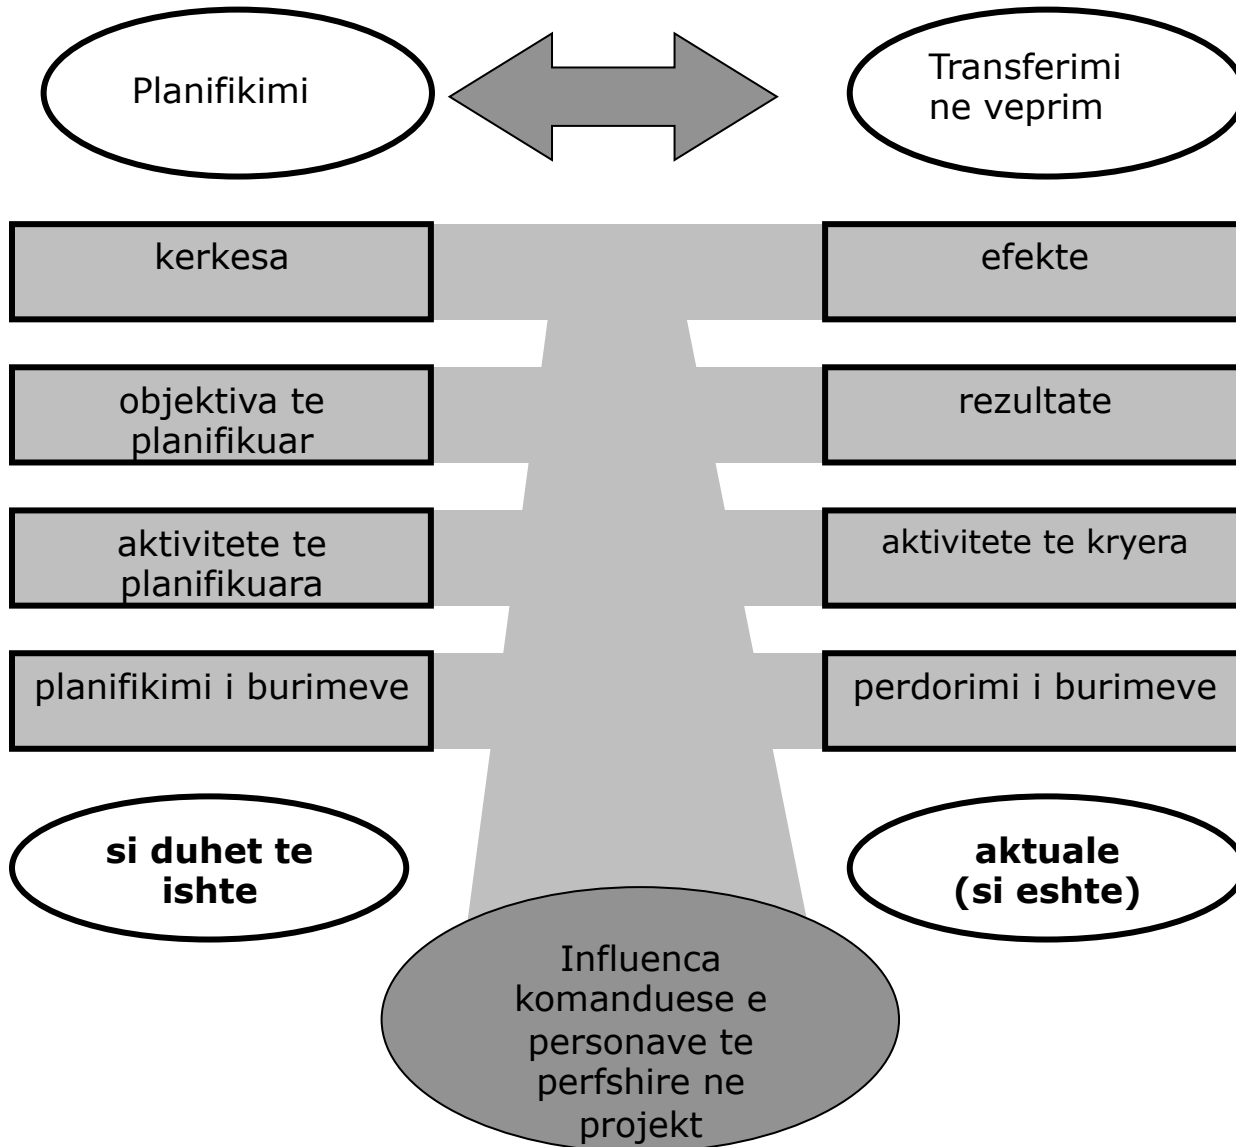 Planifikimi
Transferimi
ne veprim
kerkesa
efekte
objektiva te
planifikuar
rezultate
aktivitete te
planifikuara
aktivitete te kryera
planifikimi i burimeve
perdorimi i burimeve
si duhet te
ishte
aktuale
(si eshte)
Influenca
komanduese e
personave te
perfshire ne
projekt